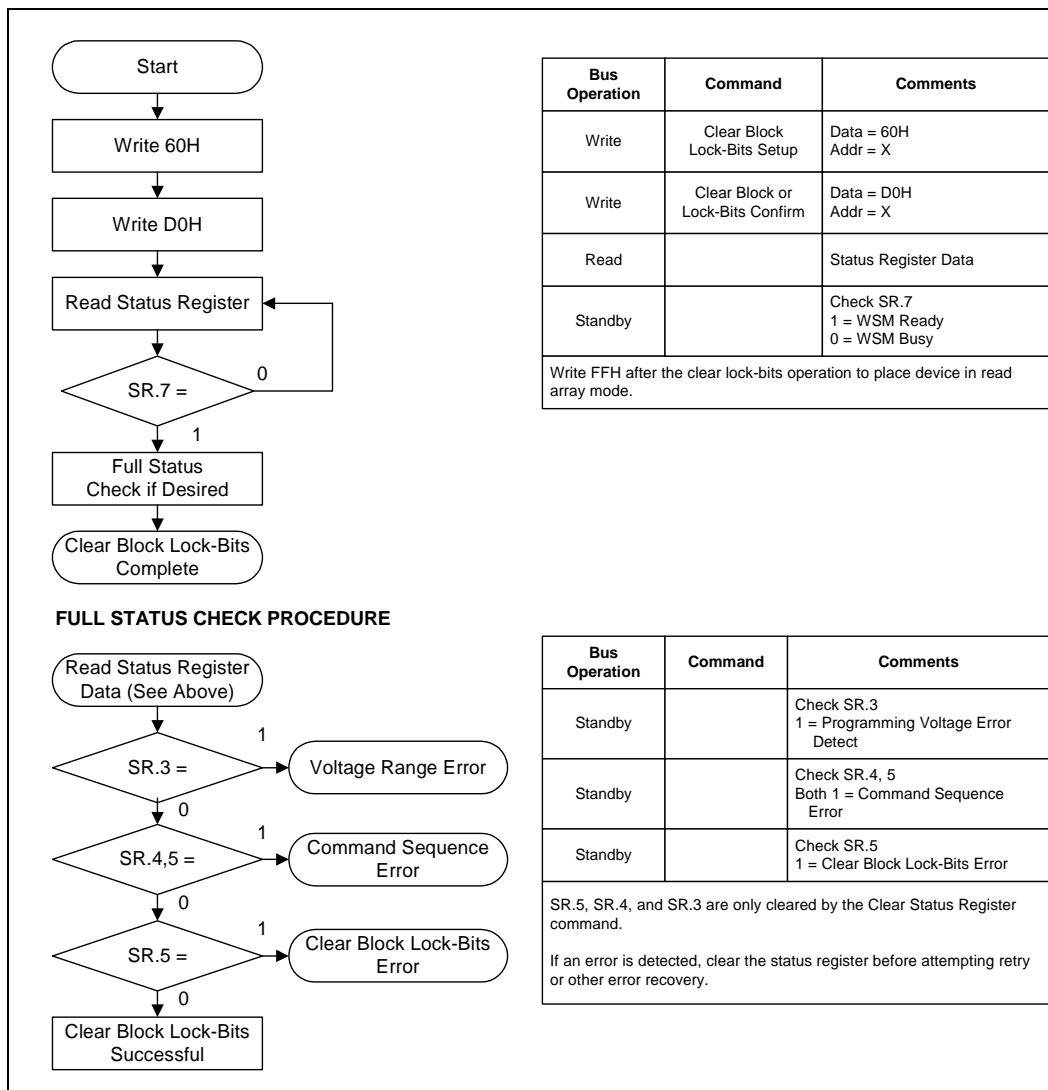 Start
Write 60H
Write D0H
Read Status Register
SR.7 =
0
1
Full Status
Check if Desired
Clear Block Lock-Bits
Complete
Bus
Operation
Command
Comments
Write
Clear Block
Lock-Bits Setup
Data = 60H
Addr = X
Write
Clear Block or
Lock-Bits Confirm
Data = D0H
Addr = X
Read
Status Register Data
Standby
Check SR.7
1 = WSM Ready
0 = WSM Busy
Write FFH after the clear lock-bits operation to place device in read
array mode.
FULL STATUS CHECK PROCEDURE
Read Status Register
Data (See Above)
SR.3 =
1
Voltage Range Error
0
SR.4,5 =
1
Command Sequence
Error
0
SR.5 =
1
Clear Block Lock-Bits
Error
0
Clear Block Lock-Bits
Successful
Bus
Operation
Command
Comments
Standby
Check SR.3
1 = Programming Voltage Error
Detect
Standby
Check SR.4, 5
Both 1 = Command Sequence
Error
Standby
Check SR.5
1 = Clear Block Lock-Bits Error
SR.5, SR.4, and SR.3 are only cleared by the Clear Status Register
command.
If an error is detected, clear the status register before attempting retry
or other error recovery.